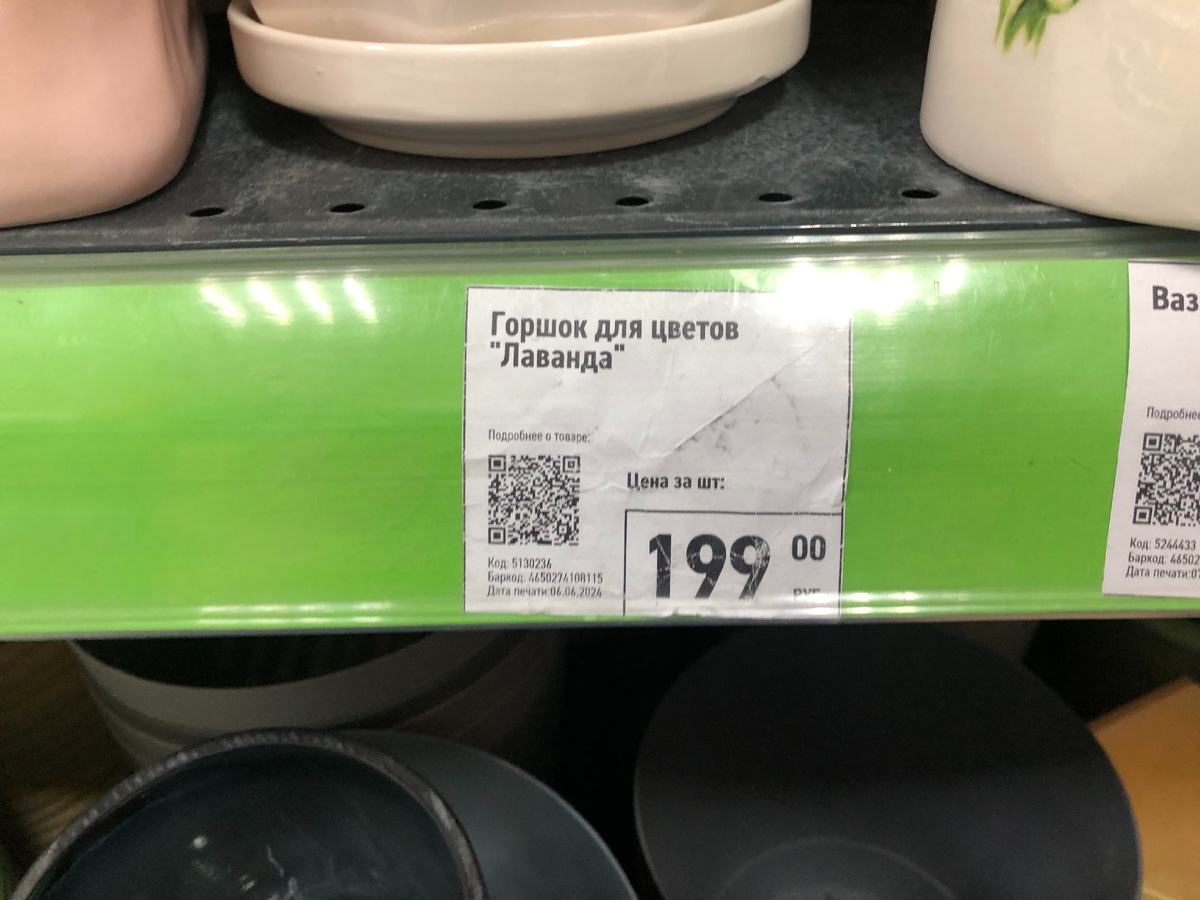 Горшок для цветов
"Лаванда"
Подробнее о товаре:
Цена за шт:
199 00
РУБ
Код: 5130236
Баркод: 4650274108115
Дата печати:06.06.2024
Ваз
Подробнее
Код: 5244433
Баркод: 46502
Дата печати:0